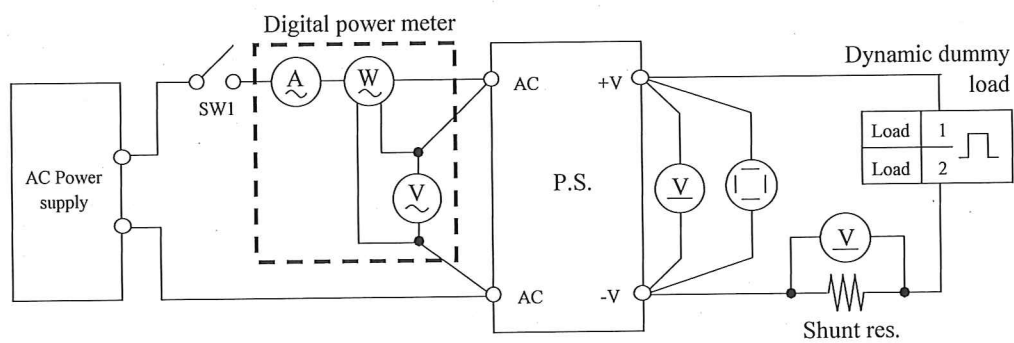 Digital power meter
Dynamic dummy
load
A
W
AC
+V
SW1
Load 1
Load 2
AC Power
supply
V
P.S.
V
V
AC
-V
Shunt res.